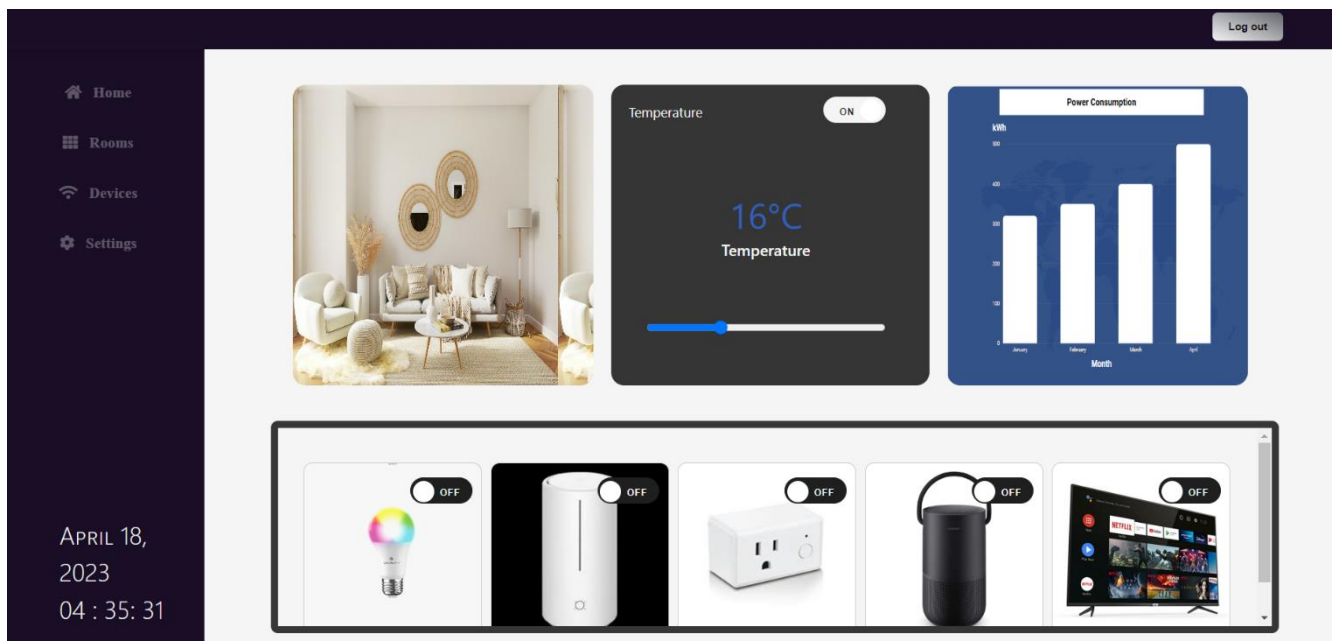 Log out
Home
Rooms
Devices
Settings
April 18,
2023
04 : 35: 31
Temperature
ON
16°C
Temperature
Power Consumption
kWh
500
400
300
200
100
0
January
February
March
April
Month
OFF
OFF
OFF
OFF
OFF
NETFLIX